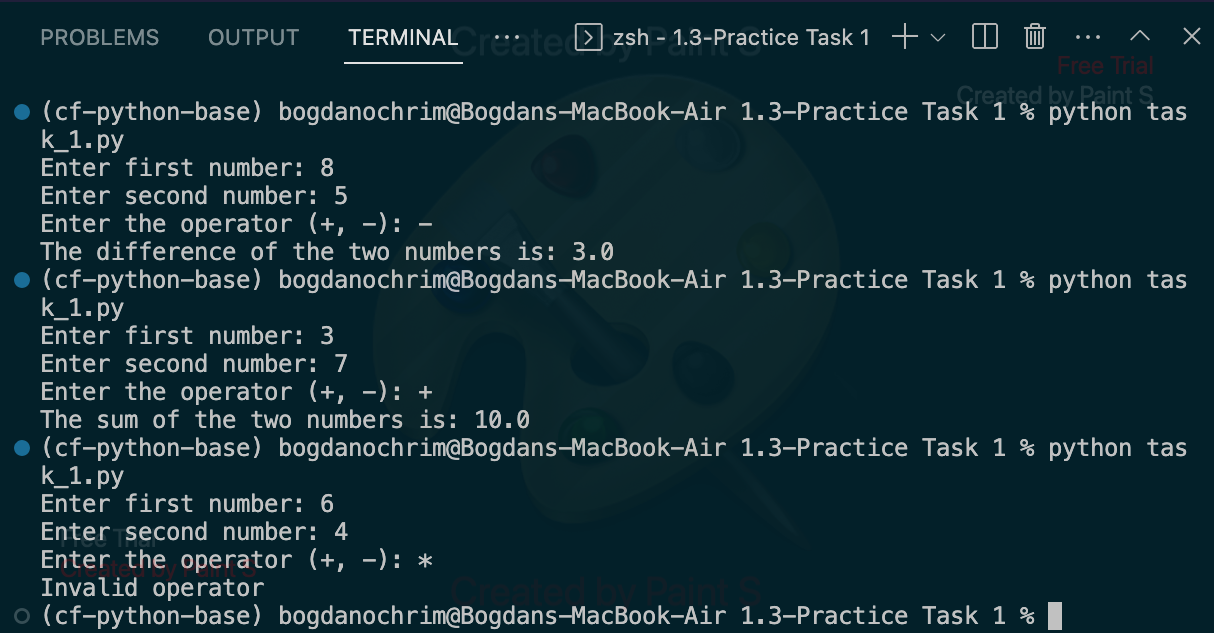 PROBLEMS OUTPUT TERMINAL ··· zsh - 1.3-Practice Task 1
Created by Paint S
Free Trial
Created by Paint S
(cf-python-base) bogdanochrim@Bogdans-MacBook-Air 1.3-Practice Task 1 % python tas
k_1.py
Enter first number: 8
Enter second number: 5
Enter the operator (+, -): -
The difference of the two numbers is: 3.0
(cf-python-base) bogdanochrim@Bogdans-MacBook-Air 1.3-Practice Task 1 % python tas
k_1.py
Enter first number: 3
Enter second number: 7
Enter the operator (+, -): +
The sum of the two numbers is: 10.0
(cf-python-base) bogdanochrim@Bogdans-MacBook-Air 1.3-Practice Task 1 % python tas
k_1.py
Enter first number: 6
Enter second number: 4
Free Trial
Enter the operator (+, -): *
Created by Paint S
Invalid operator
Created by Paint S
(cf-python-base) bogdanochrim@Bogdans-MacBook-Air 1.3-Practice Task 1 %